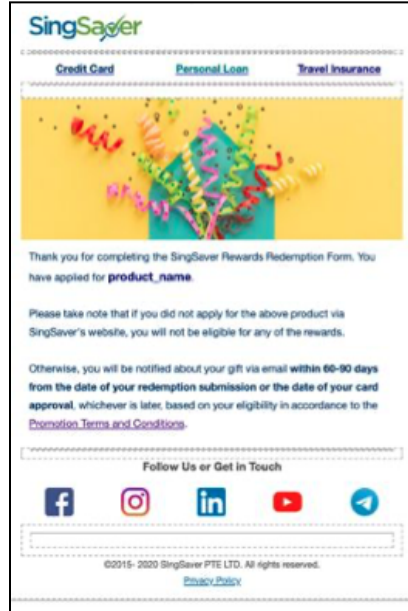 SingSaver
Credit Card Personal Loan Travel Insurance
Thank you for completing the SingSaver Rewards Redemption Form. You
have applied for product_name.
Please take note that if you did not apply for the above product via
SingSaver's website, you will not be eligible for any of the rewards.
Otherwise, you will be notified about your gift via email within 60-90 days
from the date of your redemption submission or the date of your card
approval, whichever is later, based on your eligibility in accordance to the
Promotion Terms and Conditions.
Follow Us or Get in Touch
©2015- 2020 SingSaver PTE LTD. All rights reserved.
Privacy Policy